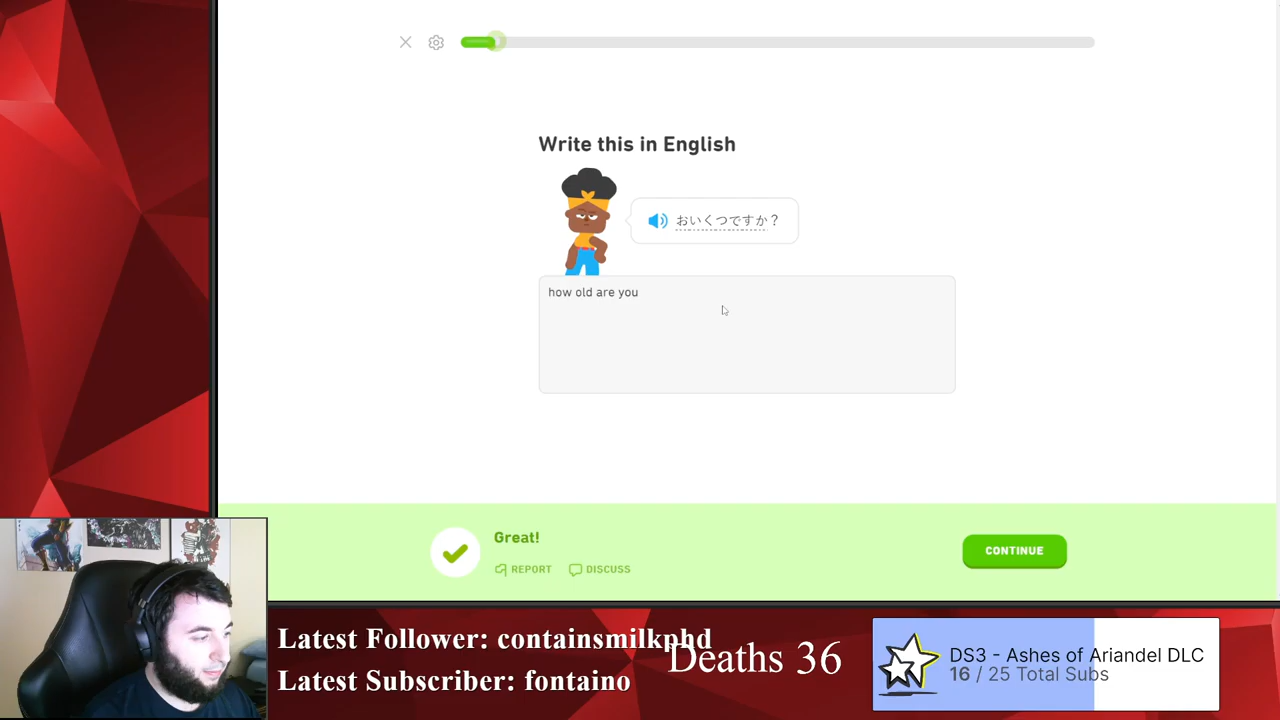 Write this in English
おいくつですか？
how old are you
Great!
REPORT
DISCUSS
CONTINUE
Latest Follower: containsmilkphd
Latest Subscriber: fontaino
Deaths 36
DS3 - Ashes of Ariandel DLC
16 / 25 Total Subs